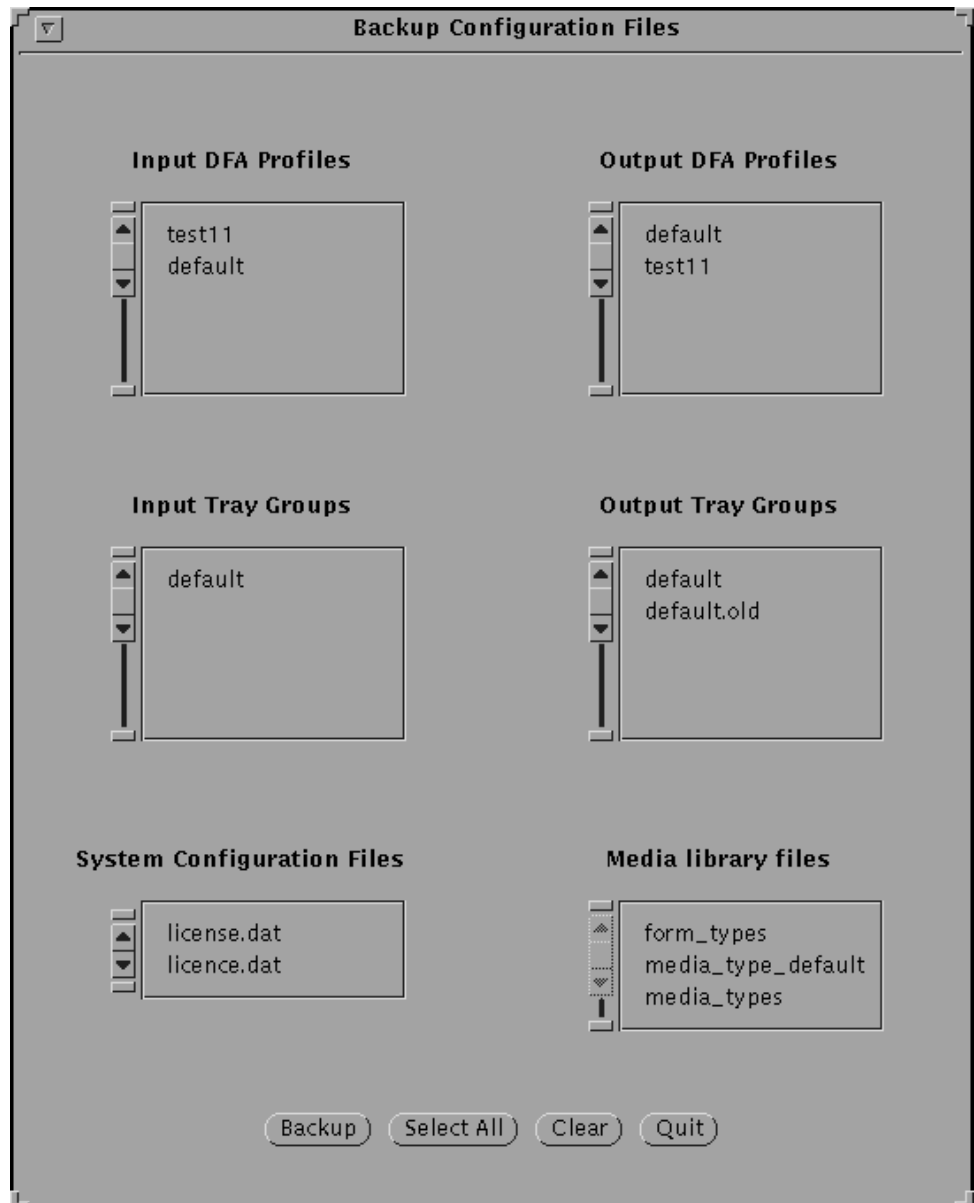 Backup Configuration Files
Input DFA Profiles
test11
default
Output DFA Profiles
default
test11
Input Tray Groups
default
Output Tray Groups
default
default.old
System Configuration Files
license.dat
licence.dat
Media library files
form_types
media_type_default
media_types
Backup Select All Clear Quit